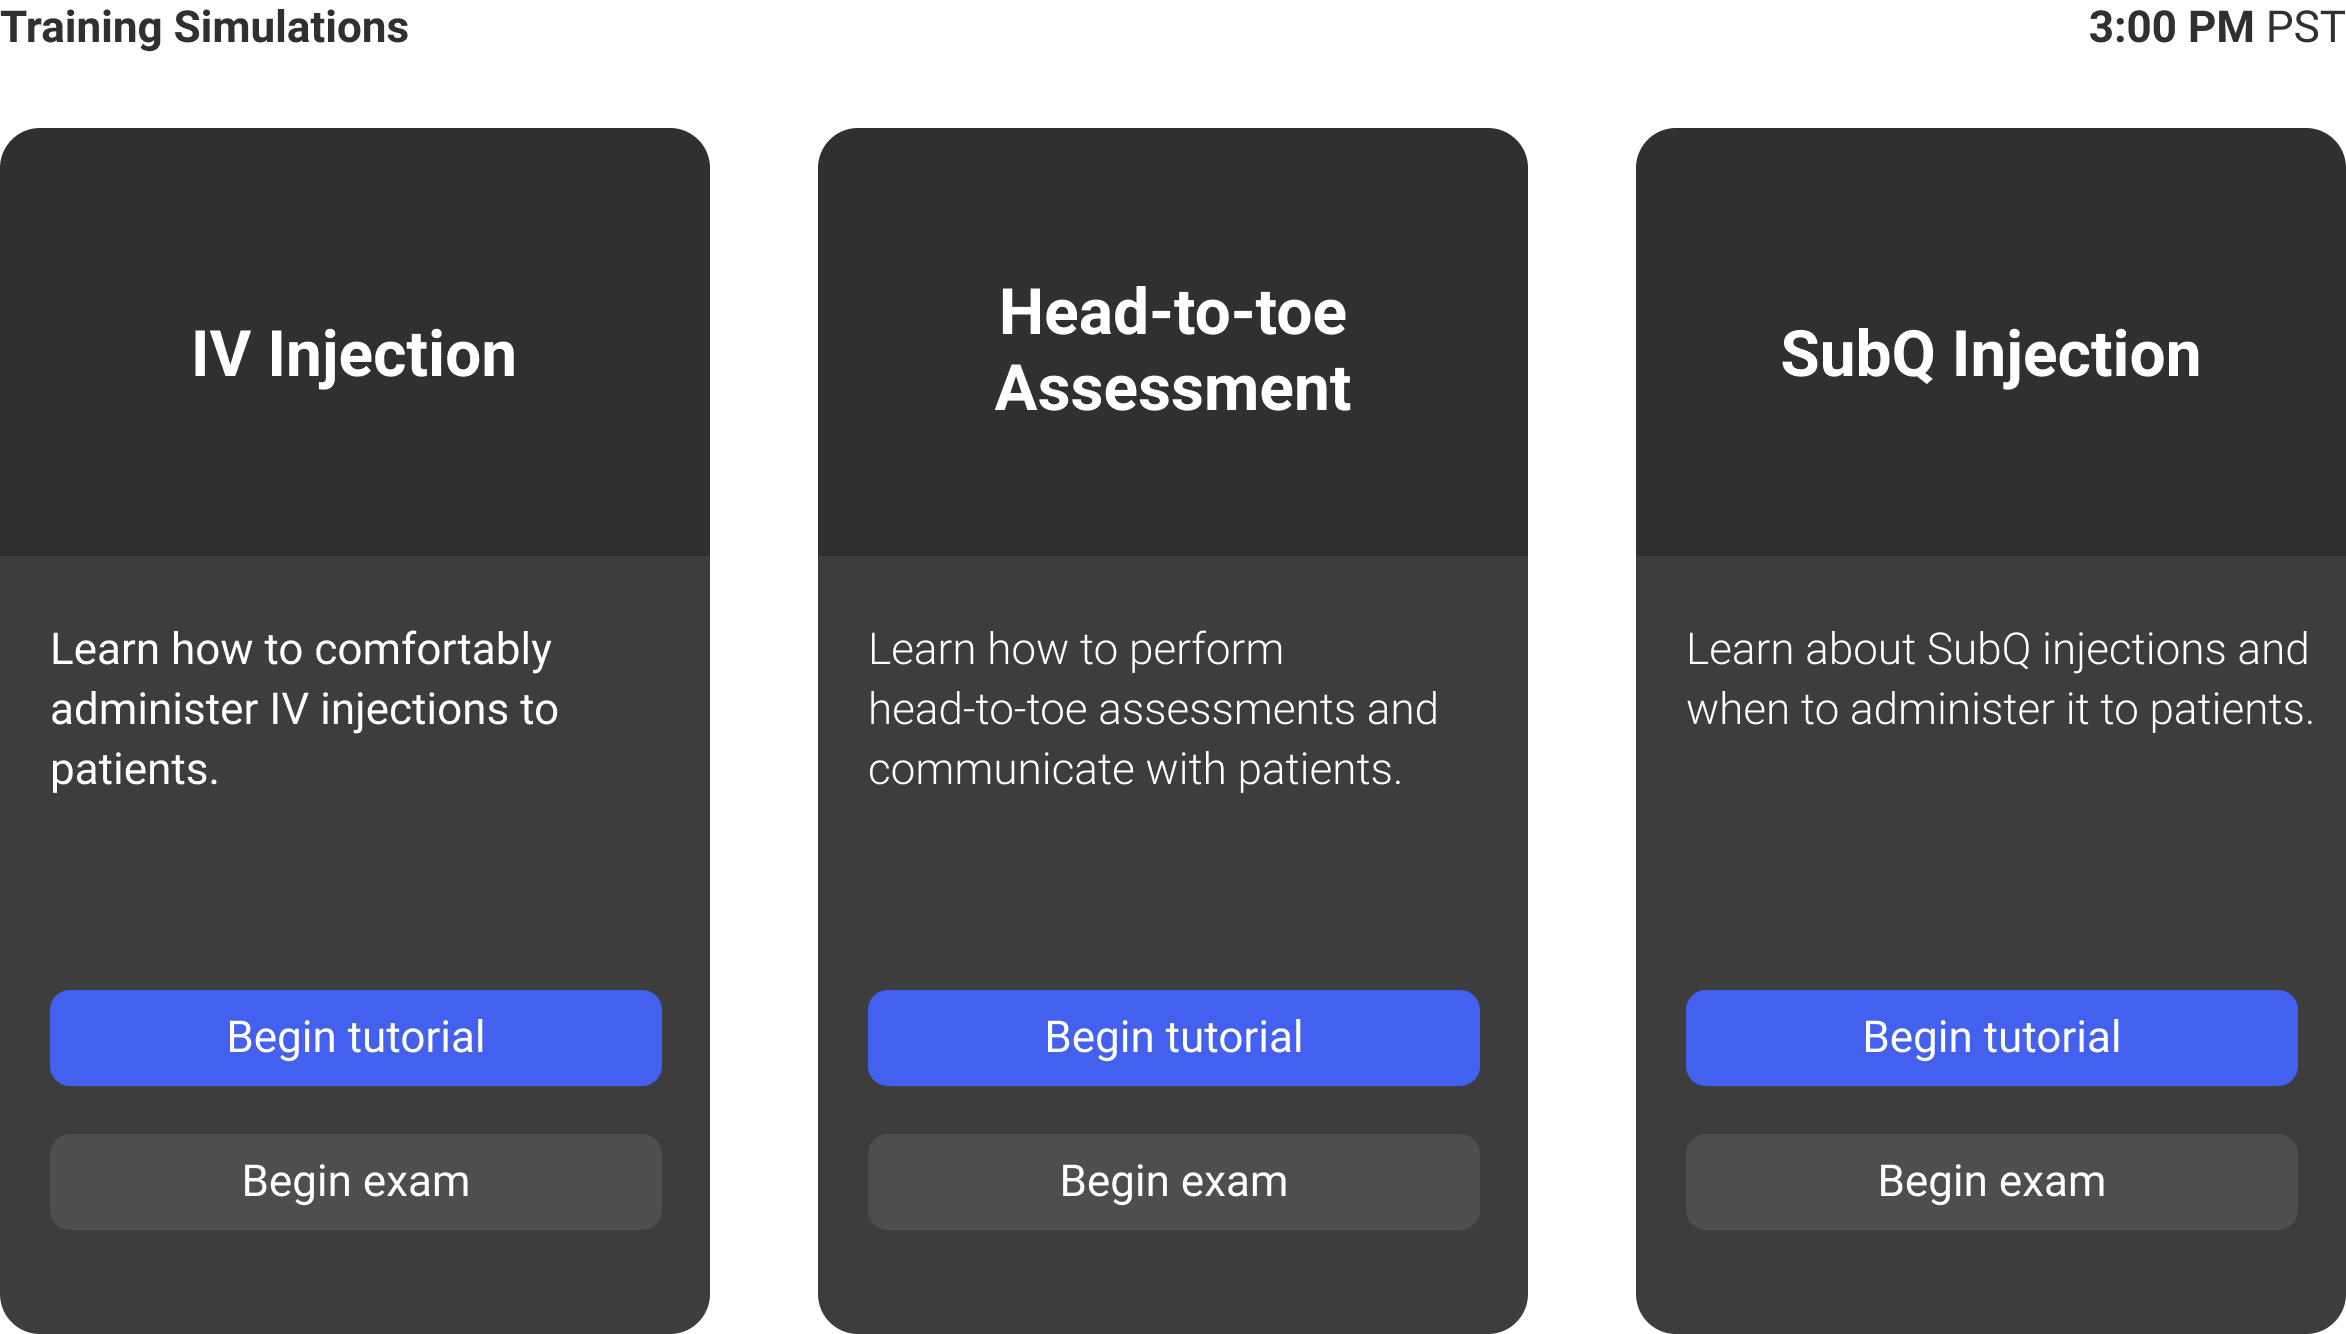 Training Simulations
3:00 PM PST
IV Injection
Learn how to comfortably
administer IV injections to
patients.
Begin tutorial
Begin exam
Head-to-toe
Assessment
Learn how to perform
head-to-toe assessments and
communicate with patients.
Begin tutorial
Begin exam
SubQ Injection
Learn about SubQ injections and
when to administer it to patients.
Begin tutorial
Begin exam